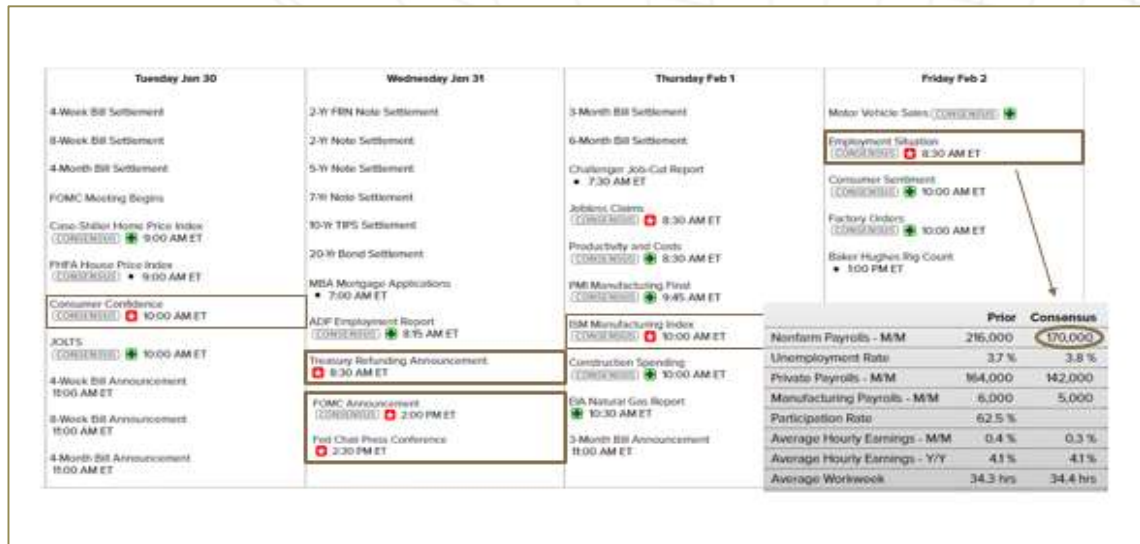 Tuesday Jan 30
4-Week Bill Settlement
8-Week Bill Settlement
4-Month Bill Settlement
FOMC Meeting Begins
Case-Shiller Home Price Index
CONSENSUS 9:00 AM ET
FHFA House Price Index
CONSENSUS • 9:00 AM ET
Consumer Confidence
CONSENSUS 10:00 AM ET
JOLTS
CONSENSUS 10:00 AM ET
4-Week Bill Announcement
11:00 AM ET
8-Week Bill Announcement
11:00 AM ET
4-Month Bill Announcement
11:00 AM ET
Wednesday Jan 31
2-Yr FRN Note Settlement
2-Yr Note Settlement
5-Yr Note Settlement
7-Yr Note Settlement
10-Yr TIPS Settlement
20-Yr Bond Settlement
MBA Mortgage Applications
• 7:00 AM ET
ADP Employment Report
CONSENSUS 8:15 AM ET
Treasury Refunding Announcement
8:30 AM ET
FOMC Announcement
CONSENSUS 2:00 PM ET
Fed Chair Press Conference
2:30 PM ET
Thursday Feb 1
3-Month Bill Settlement
6-Month Bill Settlement
Challenger Job-Cut Report
• 7:30 AM ET
Jobless Claims
CONSENSUS 8:30 AM ET
Productivity and Costs
CONSENSUS 8:30 AM ET
PMI Manufacturing Final
CONSENSUS 9:45 AM ET
ISM Manufacturing Index
CONSENSUS 10:00 AM ET
Construction Spending
CONSENSUS 10:00 AM ET
EIA Natural Gas Report
10:30 AM ET
3-Month Bill Announcement
11:00 AM ET
Friday Feb 2
Motor Vehicle Sales CONSENSUS
Employment Situation
CONSENSUS 8:30 AM ET
Consumer Sentiment
CONSENSUS 10:00 AM ET
Factory Orders
CONSENSUS 10:00 AM ET
Baker Hughes Rig Count
• 1:00 PM ET
Prior Consensus
Nonfarm Payrolls - M/M 216,000 170,000
Unemployment Rate 3.7 % 3.8 %
Private Payrolls - M/M 164,000 142,000
Manufacturing Payrolls - M/M 6,000 5,000
Participation Rate 62.5 %
Average Hourly Earnings - M/M 0.4 % 0.3 %
Average Hourly Earnings - Y/Y 4.1 % 4.1 %
Average Workweek 34.3 hrs 34.4 hrs